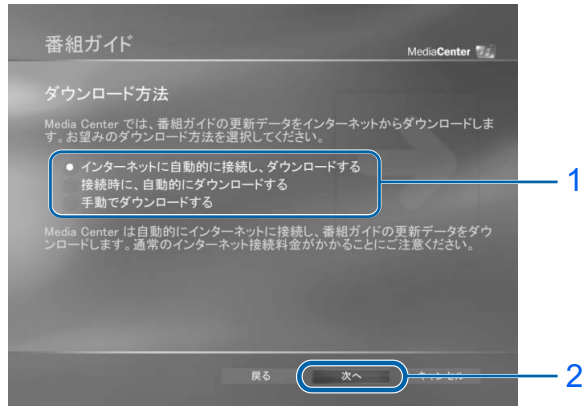 番組ガイド
MediaCenter
ダウンロード方法
Media Center では、番組ガイドの更新データをインターネットからダウンロードしま
す。お望みのダウンロード方法を選択してください。
インターネットに自動的に接続し、ダウンロードする
接続時に、自動的にダウンロードする
手動でダウンロードする
1
Media Center は自動的にインターネットに接続し、番組ガイドの更新データをダウ
ンロードします。通常のインターネット接続料金がかかることにご注意ください。
戻る
次へ
キャンセル
2